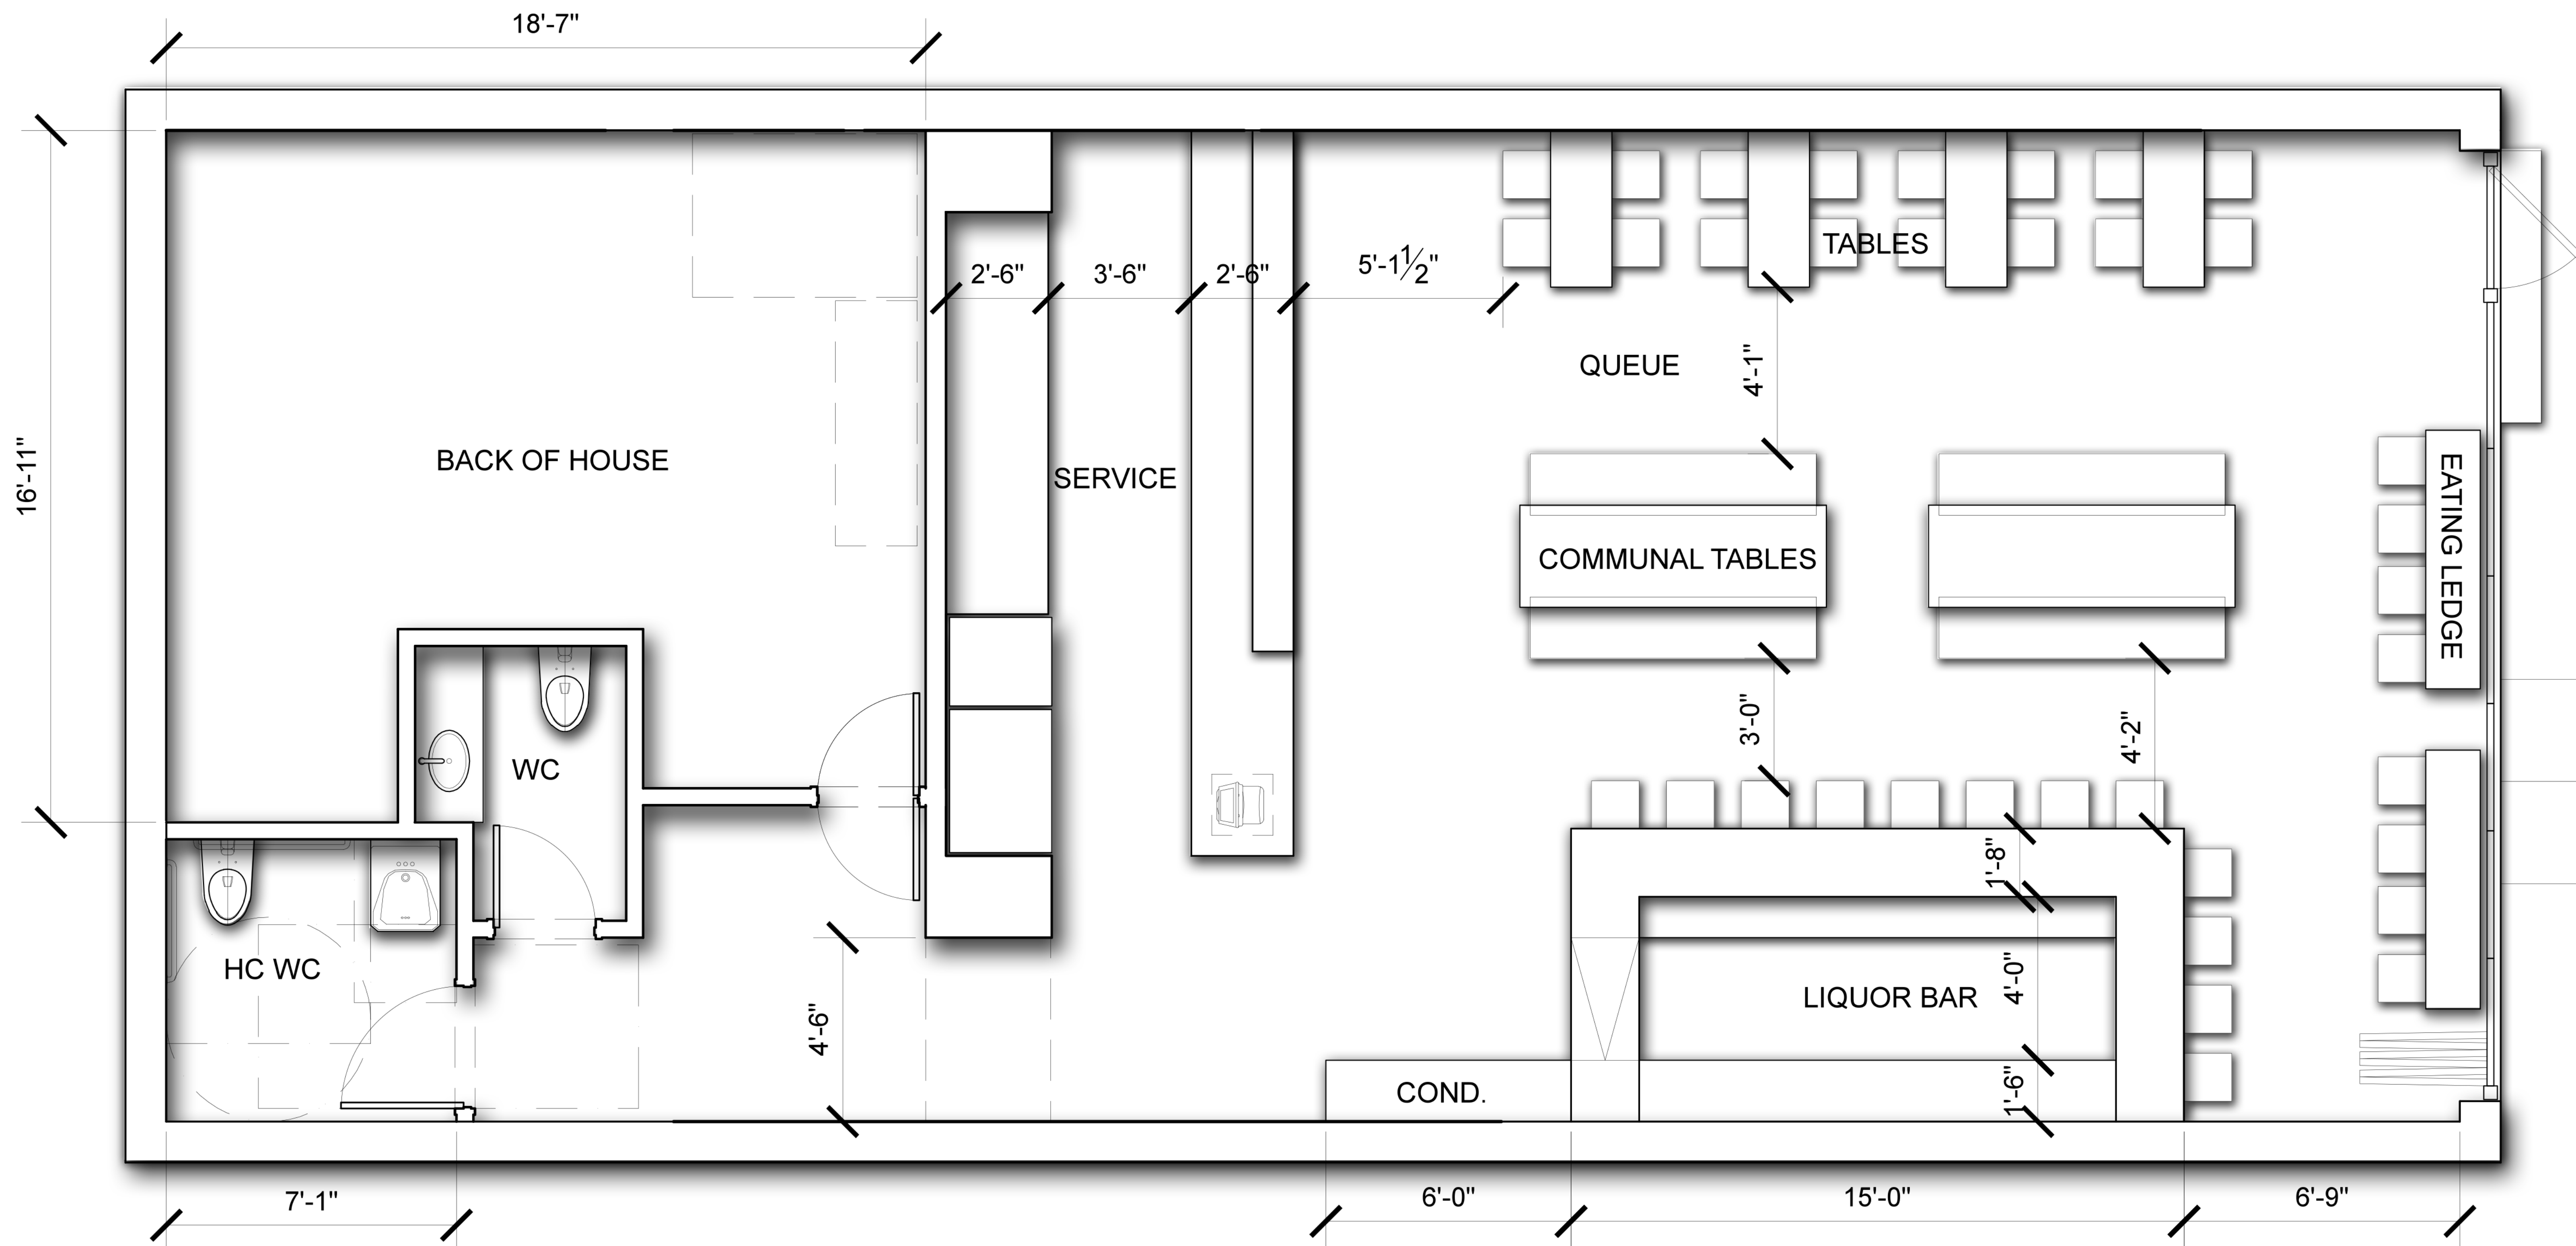 18'-7"
2'-6"
3'-6"
2'-6"
5'-1½"
TABLES
QUEUE
4'-1"
16'-11"
BACK OF HOUSE
SERVICE
COMMUNAL TABLES
EATING LEDGE
WC
3'-0"
4'-2"
1'-8"
HC WC
4'-6"
4'-0"
LIQUOR BAR
COND.
1'-6"
7'-1"
6'-0"
15'-0"
6'-9"